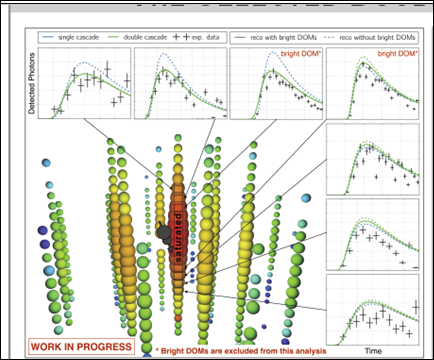 single cascade
double cascade
exp. data
reco with bright DOMs
reco without bright DOMs
bright DOM*
bright DOM*
Detected Photons
saturated
Time
WORK IN PROGRESS
* Bright DOMs are excluded from this analysis